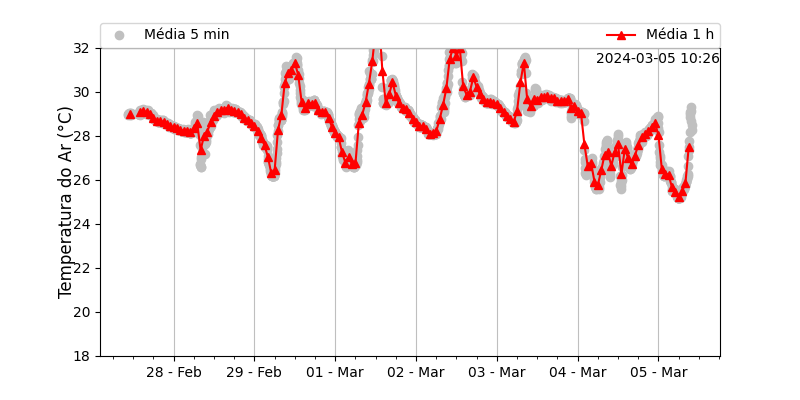 Média 5 min
Média 1 h
2024-03-05 10:26
Temperatura do Ar (°C)
32
30
28
26
24
22
20
18
28 - Feb
29 - Feb
01 - Mar
02 - Mar
03 - Mar
04 - Mar
05 - Mar